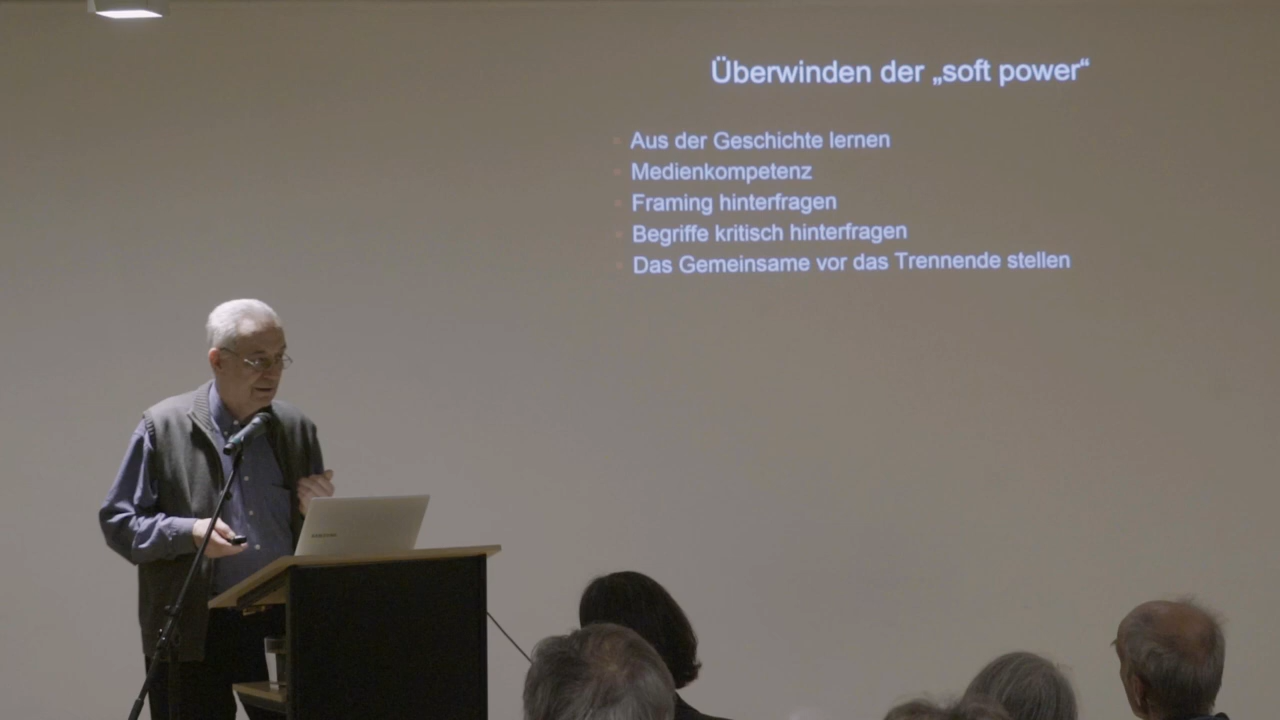 Überwinden der „soft power“
Aus der Geschichte lernen
Medienkompetenz
Framing hinterfragen
Begriffe kritisch hinterfragen
Das Gemeinsame vor das Trennende stellen